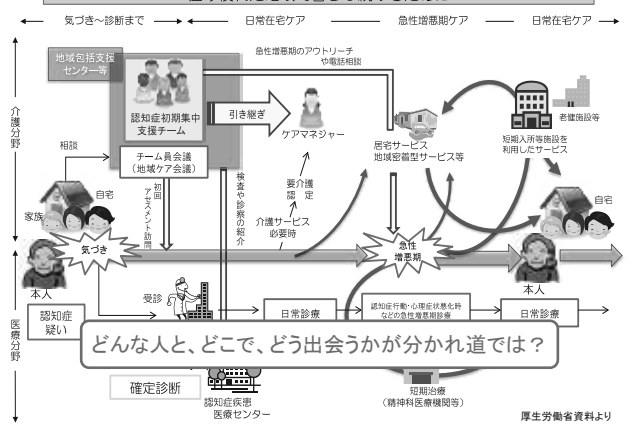 気づき～診断まで
日常在宅ケア
急性増悪期ケア
日常在宅ケア
介護分野
地域包括支援
センター等
認知症初期集中
支援チーム
チーム員会議
(地域ケア会議)
急性増悪期のアウトリーチ
や電話相談
引き継ぎ
ケアマネジャー
居宅サービス
地域密着型サービス等
老健施設等
短期入所等施設を
利用したサービス
相談
自宅
家族
本人
気づき
初回
アセスメント訪問
検査や診察の紹介
要介護
認　定
介護サービス
必要時
急性
増悪期
自宅
本人
医療分野
認知症
疑い
受診
日常診療
認知症行動・心理症状悪化時
などの急性増悪期診療
日常診療
どんな人と、どこで、どう出会うかが分かれ道では？
確定診断
認知症疾患
医療センター
短期治療
(精神科医療機関等)
厚生労働省資料より